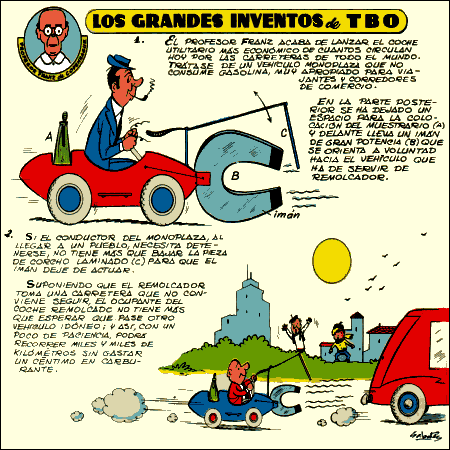 LOS GRANDES INVENTOS de TBO
1. EL PROFESOR FRANZ ACABA DE LANZAR EL COCHE
UTILITARIO MÁS ECONÓMICO DE CUANTOS CIRCULAN
HOY POR LAS CARRETERAS DE TODO EL MUNDO.
TRÁTASE DE UN VEHÍCULO MONOPLAZA QUE NO
CONSUME GASOLINA, MUY APROPIADO PARA VIA-
JANTES Y CORREDORES
DE COMERCIO.
EN LA PARTE POSTE-
RIOR SE HA DEJADO UN
ESPACIO PARA LA COLO-
CACIÓN DEL MUESTRARIO (A)
Y DELANTE LLEVA UN IMÁN
DE GRAN POTENCIA (B) QUE
SE ORIENTA A VOLUNTAD
HACIA EL VEHÍCULO QUE
HA DE SERVIR DE
REMOLCADOR.
A
B
C
imán
2. SI EL CONDUCTOR DEL MONOPLAZA, AL
LLEGAR A UN PUEBLO, NECESITA DETE-
NERSE, NO TIENE MÁS QUE BAJAR LA PIEZA
DE CORCHO LAMINADO (C) PARA QUE EL
IMÁN DEJE DE ACTUAR.
SUPONIENDO QUE EL REMOLCADOR
TOMA UNA CARRETERA QUE NO CON-
VIENE SEGUIR, EL OCUPANTE DEL
COCHE REMOLCADO NO TIENE MÁS
QUE ESPERAR QUE PASE OTRO
VEHÍCULO IDÓNEO; Y ASÍ, CON UN
POCO DE PACIENCIA, PODRÁ
RECORRER MILES Y MILES DE
KILÓMETROS SIN GASTAR
UN CÉNTIMO EN CARBU-
RANTE.